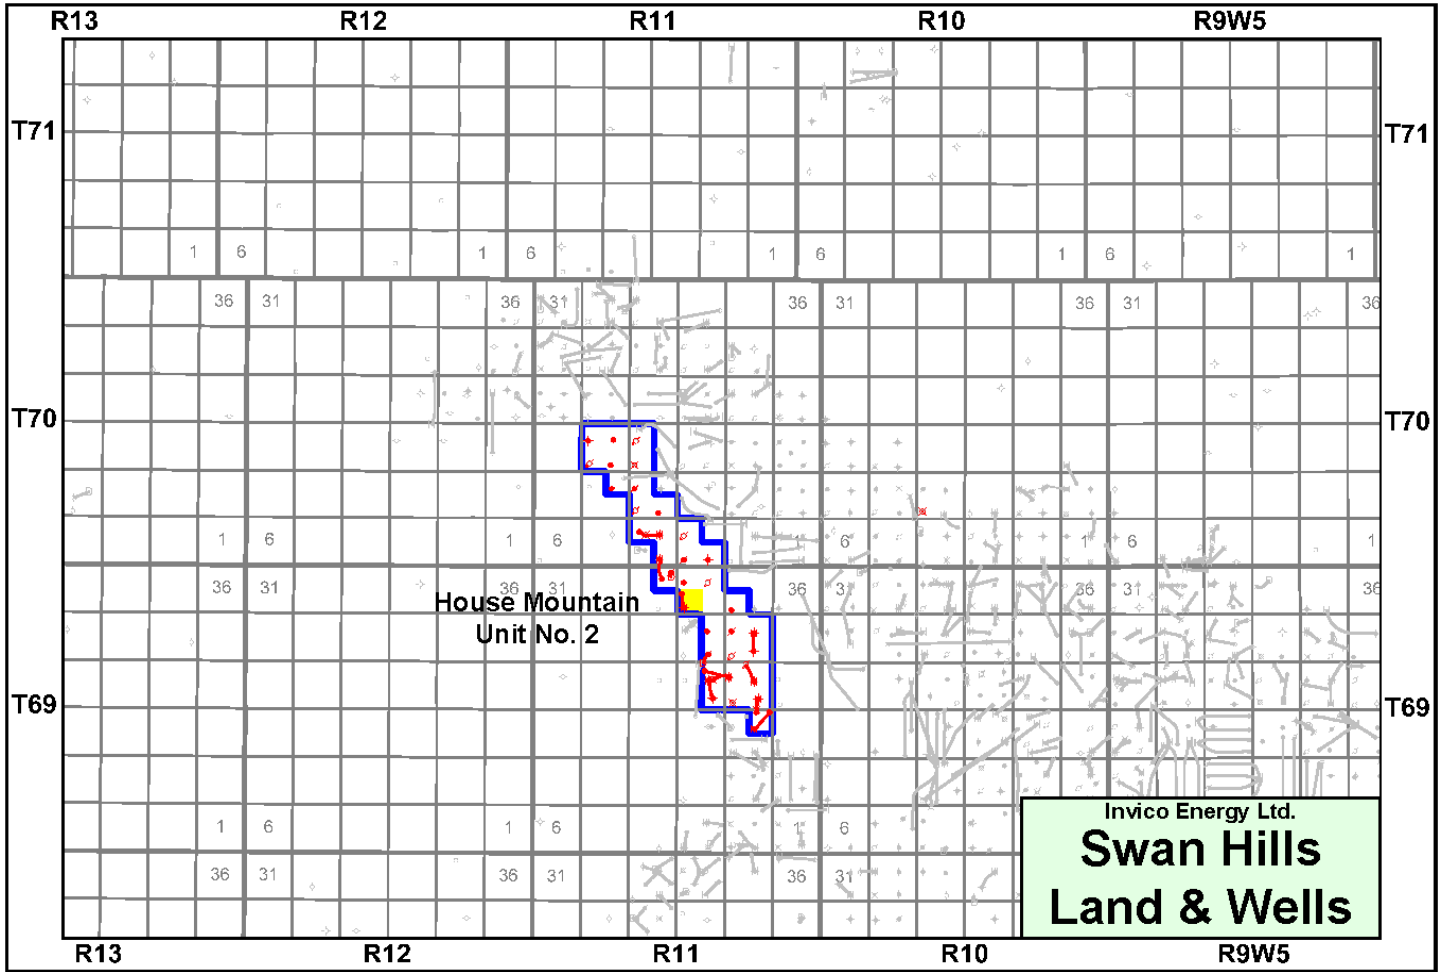 R13 R12 R11 R10 R9W5
T71 T71
1 6 1 6 1 6 1 6 1
36 31 36 31 36 31 36 31 36
T70 T70
1 6 1 6 6 1 6 1
36 31 36 31 36 31 36 31 36
House Mountain
Unit No. 2
T69 T69
1 6 1 6 1 6
36 31 36 31 36 31
Invico Energy Ltd.
Swan Hills
Land & Wells
R13 R12 R11 R10 R9W5